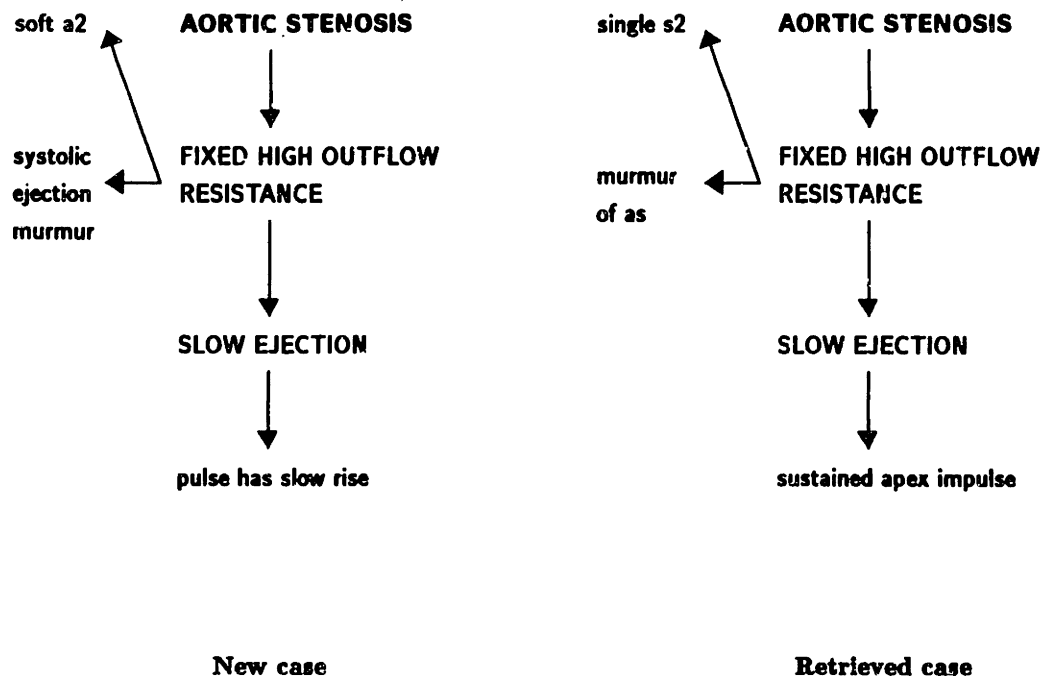 soft a2
AORTIC STENOSIS
systolic
ejection
murmur
FIXED HIGH OUTFLOW
RESISTANCE
SLOW EJECTION
pulse has slow rise
New case
single s2
AORTIC STENOSIS
murmur
of as
FIXED HIGH OUTFLOW
RESISTANCE
SLOW EJECTION
sustained apex impulse
Retrieved case